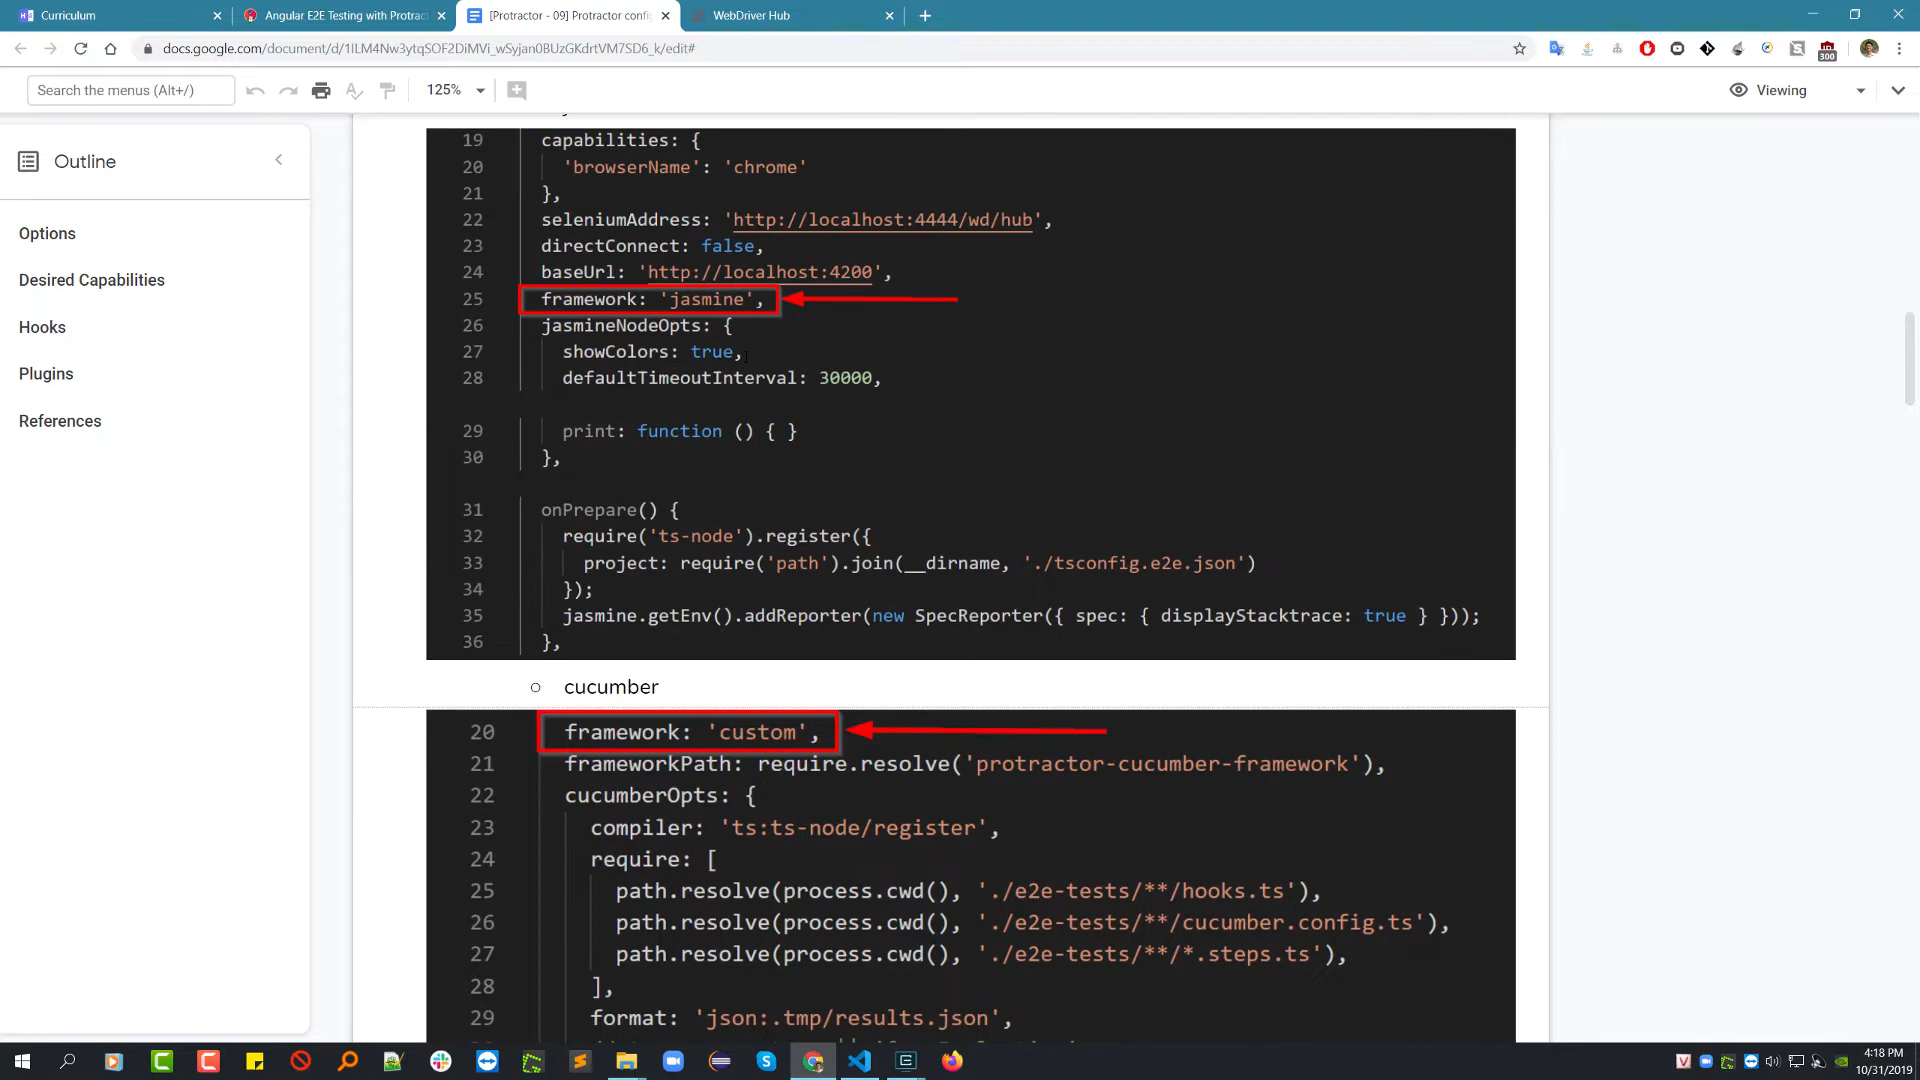 Curriculum
Angular E2E Testing with Protrac
[Protractor - 09] Protractor config
WebDriver Hub
docs.google.com/document/d/1lLM4Nw3ytqSOF2DiMVi_wSyjan0BUzGKdrtVM7SD6_k/edit#
300
Search the menus (Alt+/)
125%
Viewing
Outline
Options
Desired Capabilities
Hooks
Plugins
References
19 capabilities: {
20 'browserName': 'chrome'
21 },
22 seleniumAddress: 'http://localhost:4444/wd/hub',
23 directConnect: false,
24 baseUrl: 'http://localhost:4200',
25 framework: 'jasmine',
26 jasmineNodeOpts: {
27 showColors: true,
28 defaultTimeoutInterval: 30000,
29 print: function () { }
30 },
31 onPrepare() {
32 require('ts-node').register({
33 project: require('path').join(__dirname, './tsconfig.e2e.json')
34 });
35 jasmine.getEnv().addReporter(new SpecReporter({ spec: { displayStacktrace: true } }));
36 },
cucumber
20 framework: 'custom',
21 frameworkPath: require.resolve('protractor-cucumber-framework'),
22 cucumberOpts: {
23 compiler: 'ts:ts-node/register',
24 require: [
25 path.resolve(process.cwd(), './e2e-tests/**/hooks.ts'),
26 path.resolve(process.cwd(), './e2e-tests/**/cucumber.config.ts'),
27 path.resolve(process.cwd(), './e2e-tests/**/*.steps.ts'),
28 ],
29 format: 'json:.tmp/results.json',
4:18 PM
10/31/2019